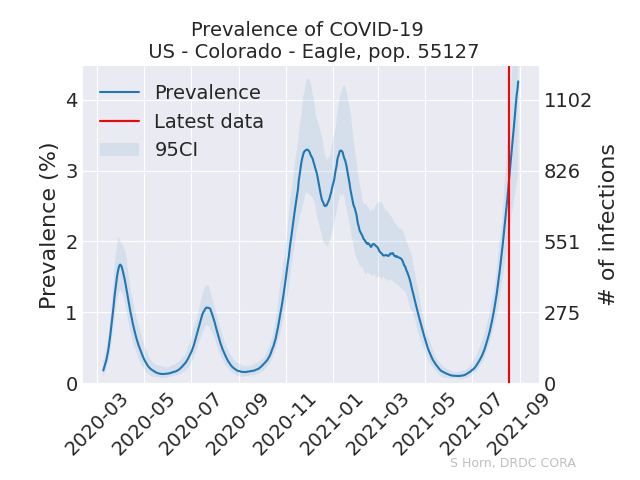 Prevalence of COVID-19
US - Colorado - Eagle, pop. 55127
Prevalence
Latest data
95CI
Prevalence (%)
4
3
2
1
0
1102
826
551
275
0
# of infections
2020-03
2020-05
2020-07
2020-09
2020-11
2021-01
2021-03
2021-05
2021-07
2021-09
S Horn, DRDC CORA